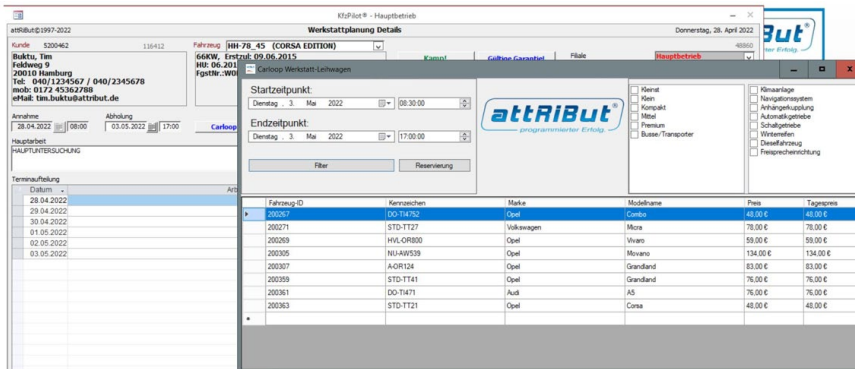 KfzPilot® - Hauptbetrieb
attRiBut©1997-2022
Werkstattplanung Details
Donnerstag, 28. April 2022
Kunde 5200462 116412
Fahrzeug HH-78_45 (CORSA EDITION)
48860
Buktu, Tim
Feldweg 9
20010 Hamburg
Tel: 040/1234567 / 040/2345678
mob: 0172 45362788
eMail: tim.buktu@attribut.de
66KW, Erstzul: 09.06.2015
HU: 06.201
FgstNr.:W0
Kamp!
Gültige Garantie!
Filiale
Hauptbetrieb
Annahme
28.04.2022 08:00
Abholung
03.05.2022 17:00
Carloop
Hauptarbeit
HAUPTUNTERSUCHUNG
Terminaufteilung
Datum
Arb
28.04.2022
29.04.2022
30.04.2022
01.05.2022
02.05.2022
03.05.2022
Carloop Werkstatt-Leihwagen
Startzeitpunkt:
Dienstag , 3. Mai 2022 08:30:00
Endzeitpunkt:
Dienstag , 3. Mai 2022 17:00:00
Filter
Reservierung
attRiBut®
programmierter Erfolg.
Kleinst
Klein
Kompakt
Mittel
Premium
Busse/Transporter
Klimaanlage
Navigationssystem
Anhängerkupplung
Automatikgetriebe
Schaltgetriebe
Winterreifen
Dieselfahrzeug
Freisprecheinrichtung
Fahrzeug-ID Kennzeichen Marke Modellname Preis Tagespreis
200267 DO-TI4752 Opel Combo 48,00 € 48,00 €
200271 STD-TT27 Volkswagen Micra 78,00 € 78,00 €
200269 HVL-OR800 Opel Vivaro 59,00 € 59,00 €
200305 NU-AW539 Opel Movano 134,00 € 134,00 €
200307 A-OR124 Opel Grandland 83,00 € 83,00 €
200359 STD-TT41 Opel Grandland 76,00 € 76,00 €
200361 DO-TI471 Audi A5 76,00 € 76,00 €
200363 STD-TT21 Opel Corsa 48,00 € 48,00 €
But®
er Erfolg.